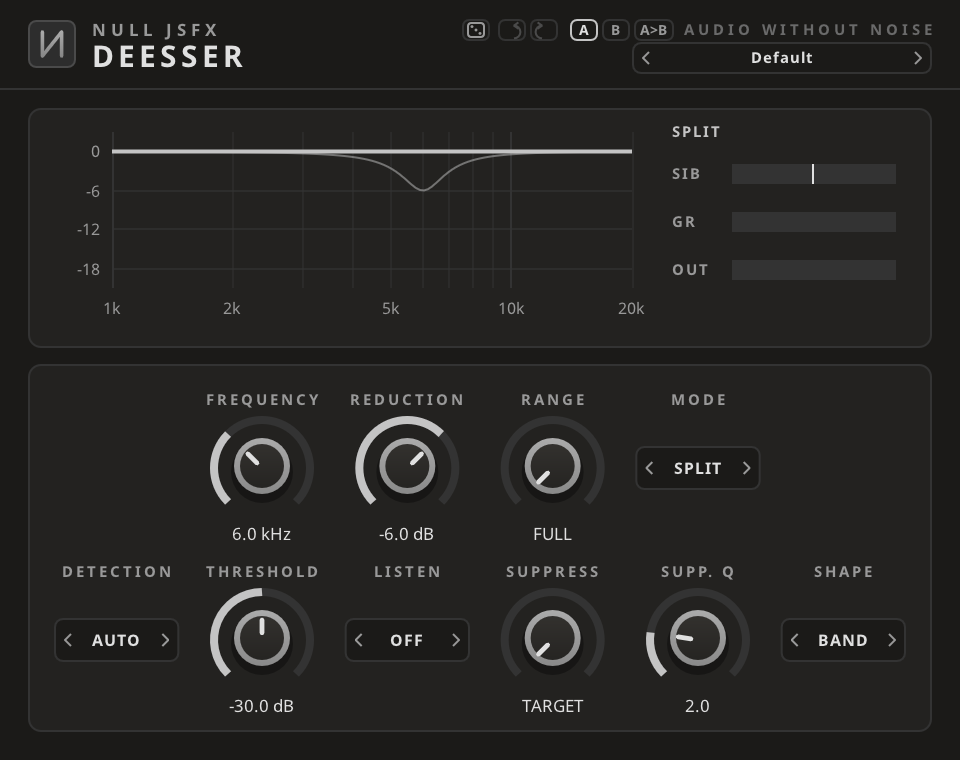 NULL JSFX
DEESSER
A B A>B AUDIO WITHOUT NOISE
Default
SPLIT
SIB
GR
OUT
0
-6
-12
-18
1k 2k 5k 10k 20k
FREQUENCY REDUCTION RANGE MODE
SPLIT
6.0 kHz -6.0 dB FULL
DETECTION THRESHOLD LISTEN SUPPRESS SUPP. Q SHAPE
AUTO OFF BAND
-30.0 dB TARGET 2.0